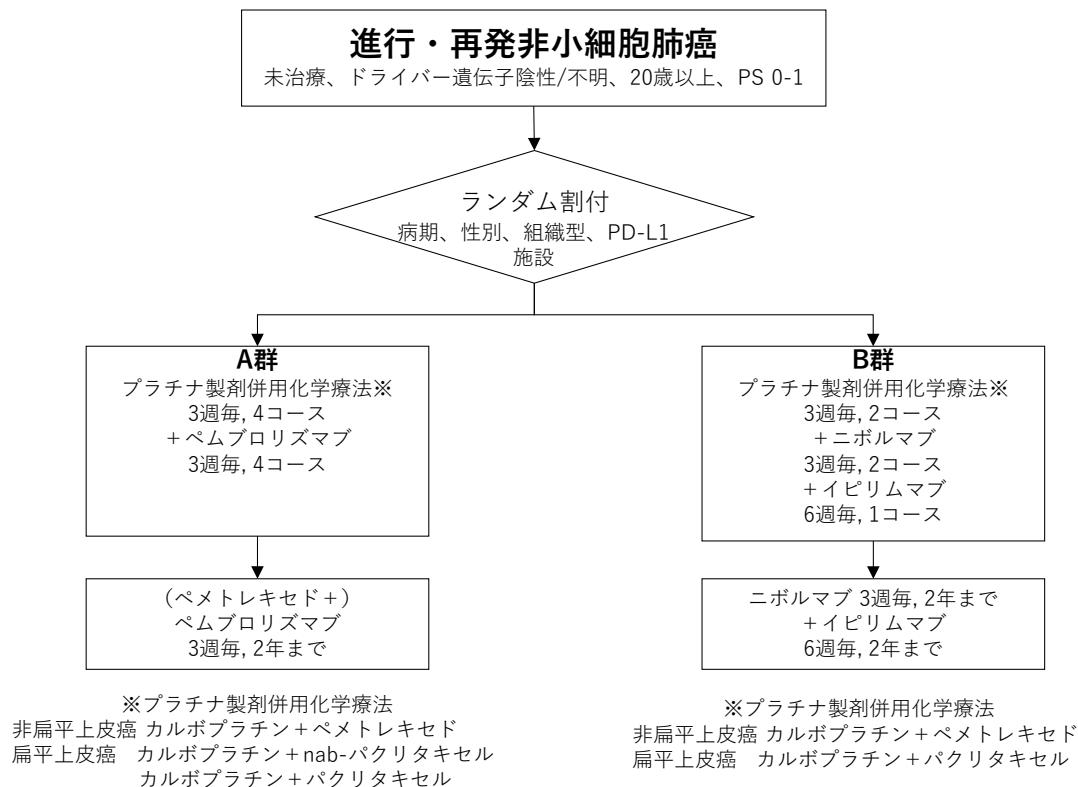 進行・再発非小細胞肺癌
未治療、ドライバー遺伝子陰性/不明、20歳以上、PS 0-1
ランダム割付
病期、性別、組織型、PD-L1
施設
A群
プラチナ製剤併用化学療法※
3週毎, 4コース
＋ペムブロリズマブ
3週毎, 4コース
B群
プラチナ製剤併用化学療法※
3週毎, 2コース
＋ニボルマブ
3週毎, 2コース
＋イピリムマブ
6週毎, 1コース
（ペメトレキセド＋）
ペムブロリズマブ
3週毎, 2年まで
ニボルマブ 3週毎, 2年まで
＋イピリムマブ
6週毎, 2年まで
※プラチナ製剤併用化学療法
非扁平上皮癌 カルボプラチン＋ペメトレキセド
扁平上皮癌　カルボプラチン＋nab-パクリタキセル
カルボプラチン＋パクリタキセル
※プラチナ製剤併用化学療法
非扁平上皮癌 カルボプラチン＋ペメトレキセド
扁平上皮癌　カルボプラチン＋パクリタキセル